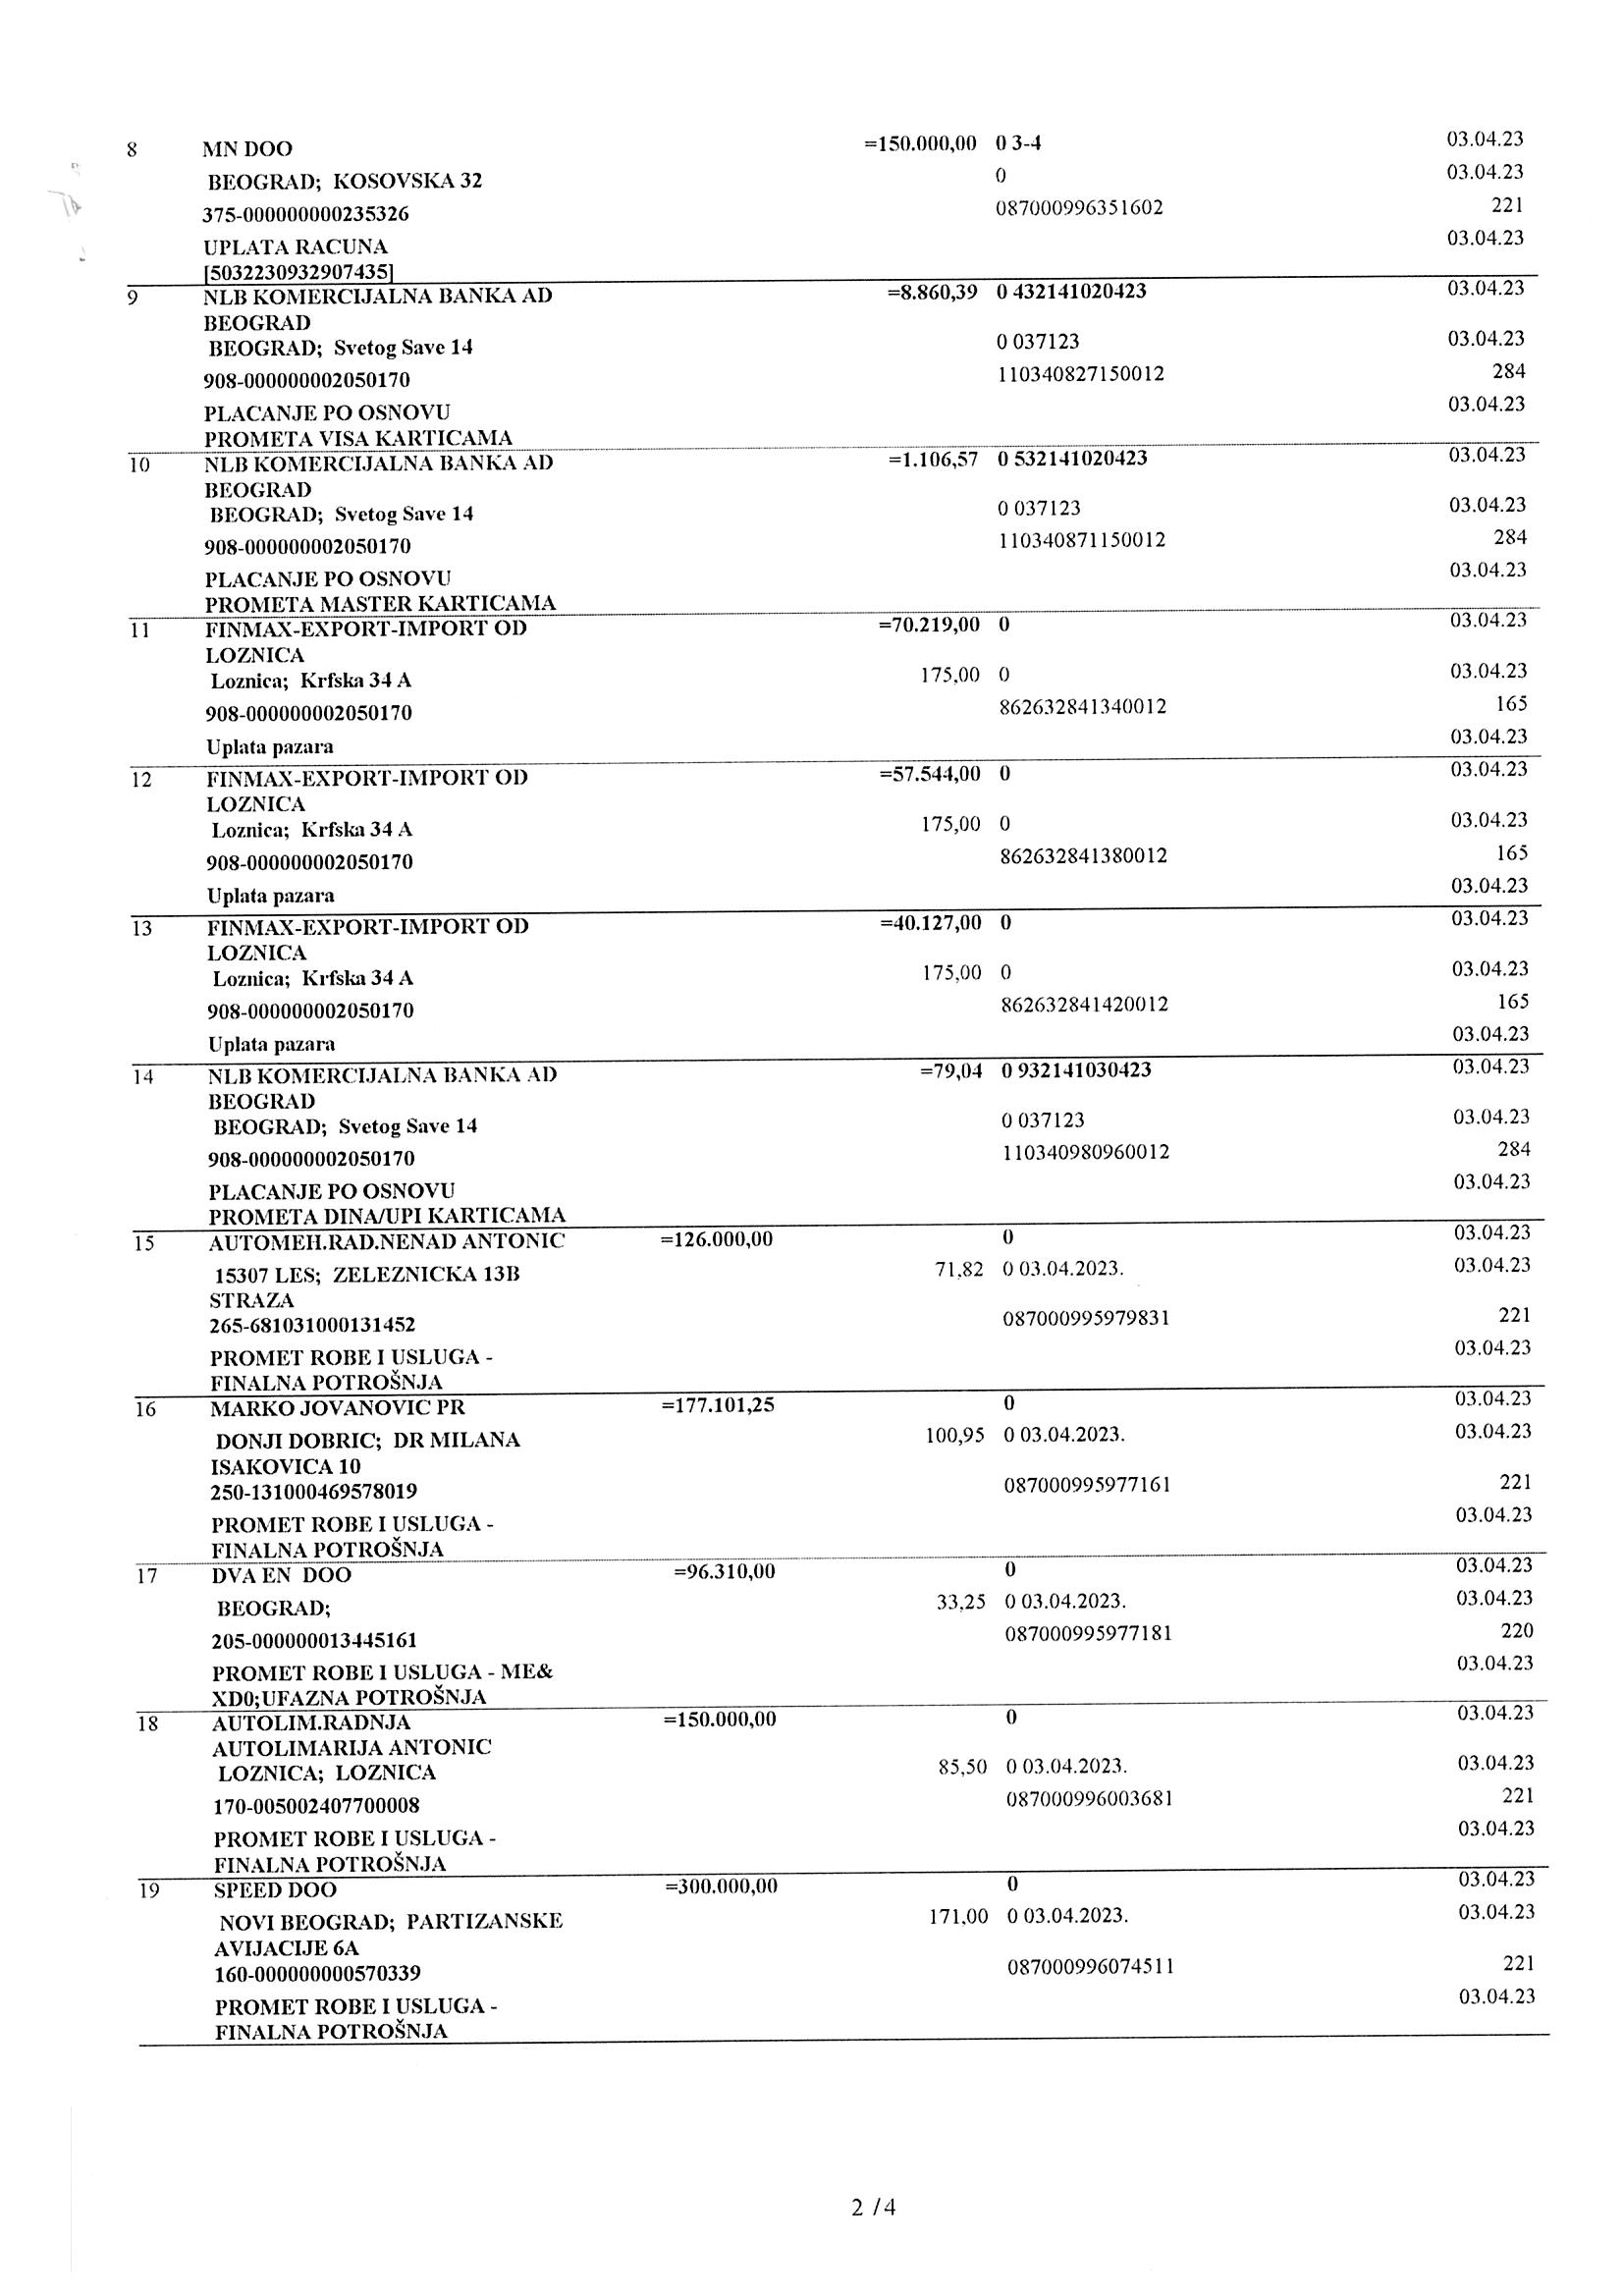 8 MN DOO =150.000,00 0 3-4 03.04.23
BEOGRAD; KOSOVSKA 32 0 03.04.23
375-000000000235326 087000996351602 221
UPLATA RACUNA 03.04.23
[5032230932907435]
9 NLB KOMERCIJALNA BANKA AD =8.860,39 0 432141020423 03.04.23
BEOGRAD
BEOGRAD; Svetog Save 14 0 037123 03.04.23
908-000000002050170 110340827150012 284
PLACANJE PO OSNOVU 03.04.23
PROMETA VISA KARTICAMA
10 NLB KOMERCIJALNA BANKA AD =1.106,57 0 532141020423 03.04.23
BEOGRAD
BEOGRAD; Svetog Save 14 0 037123 03.04.23
908-000000002050170 110340871150012 284
PLACANJE PO OSNOVU 03.04.23
PROMETA MASTER KARTICAMA
11 FINMAX-EXPORT-IMPORT OD =70.219,00 0 03.04.23
LOZNICA
Loznica; Krfska 34 A 175,00 0 03.04.23
908-000000002050170 862632841340012 165
Uplata pazara 03.04.23
12 FINMAX-EXPORT-IMPORT OD =57.544,00 0 03.04.23
LOZNICA
Loznica; Krfska 34 A 175,00 0 03.04.23
908-000000002050170 862632841380012 165
Uplata pazara 03.04.23
13 FINMAX-EXPORT-IMPORT OD =40.127,00 0 03.04.23
LOZNICA
Loznica; Krfska 34 A 175,00 0 03.04.23
908-000000002050170 862632841420012 165
Uplata pazara 03.04.23
14 NLB KOMERCIJALNA BANKA AD =79,04 0 932141030423 03.04.23
BEOGRAD
BEOGRAD; Svetog Save 14 0 037123 03.04.23
908-000000002050170 110340980960012 284
PLACANJE PO OSNOVU 03.04.23
PROMETA DINA/UPI KARTICAMA
15 AUTOMEH.RAD.NENAD ANTONIC =126.000,00 0 03.04.23
15307 LES; ZELEZNICKA 13B 71,82 0 03.04.2023. 03.04.23
STRAZA
265-681031000131452 087000995979831 221
PROMET ROBE I USLUGA - 03.04.23
FINALNA POTROŠNJA
16 MARKO JOVANOVIC PR =177.101,25 0 03.04.23
DONJI DOBRIC; DR MILANA 100,95 0 03.04.2023. 03.04.23
ISAKOVICA 10
250-131000469578019 087000995977161 221
PROMET ROBE I USLUGA - 03.04.23
FINALNA POTROŠNJA
17 DVA EN DOO =96.310,00 0 03.04.23
BEOGRAD; 33,25 0 03.04.2023. 03.04.23
205-000000013445161 087000995977181 220
PROMET ROBE I USLUGA - ME& 03.04.23
XD0;UFAZNA POTROŠNJA
18 AUTOLIM.RADNJA =150.000,00 0 03.04.23
AUTOLIMARIJA ANTONIC
LOZNICA; LOZNICA 85,50 0 03.04.2023. 03.04.23
170-005002407700008 087000996003681 221
PROMET ROBE I USLUGA - 03.04.23
FINALNA POTROŠNJA
19 SPEED DOO =300.000,00 0 03.04.23
NOVI BEOGRAD; PARTIZANSKE 171,00 0 03.04.2023. 03.04.23
AVIJACIJE 6A
160-000000000570339 087000996074511 221
PROMET ROBE I USLUGA - 03.04.23
FINALNA POTROŠNJA
2 / 4